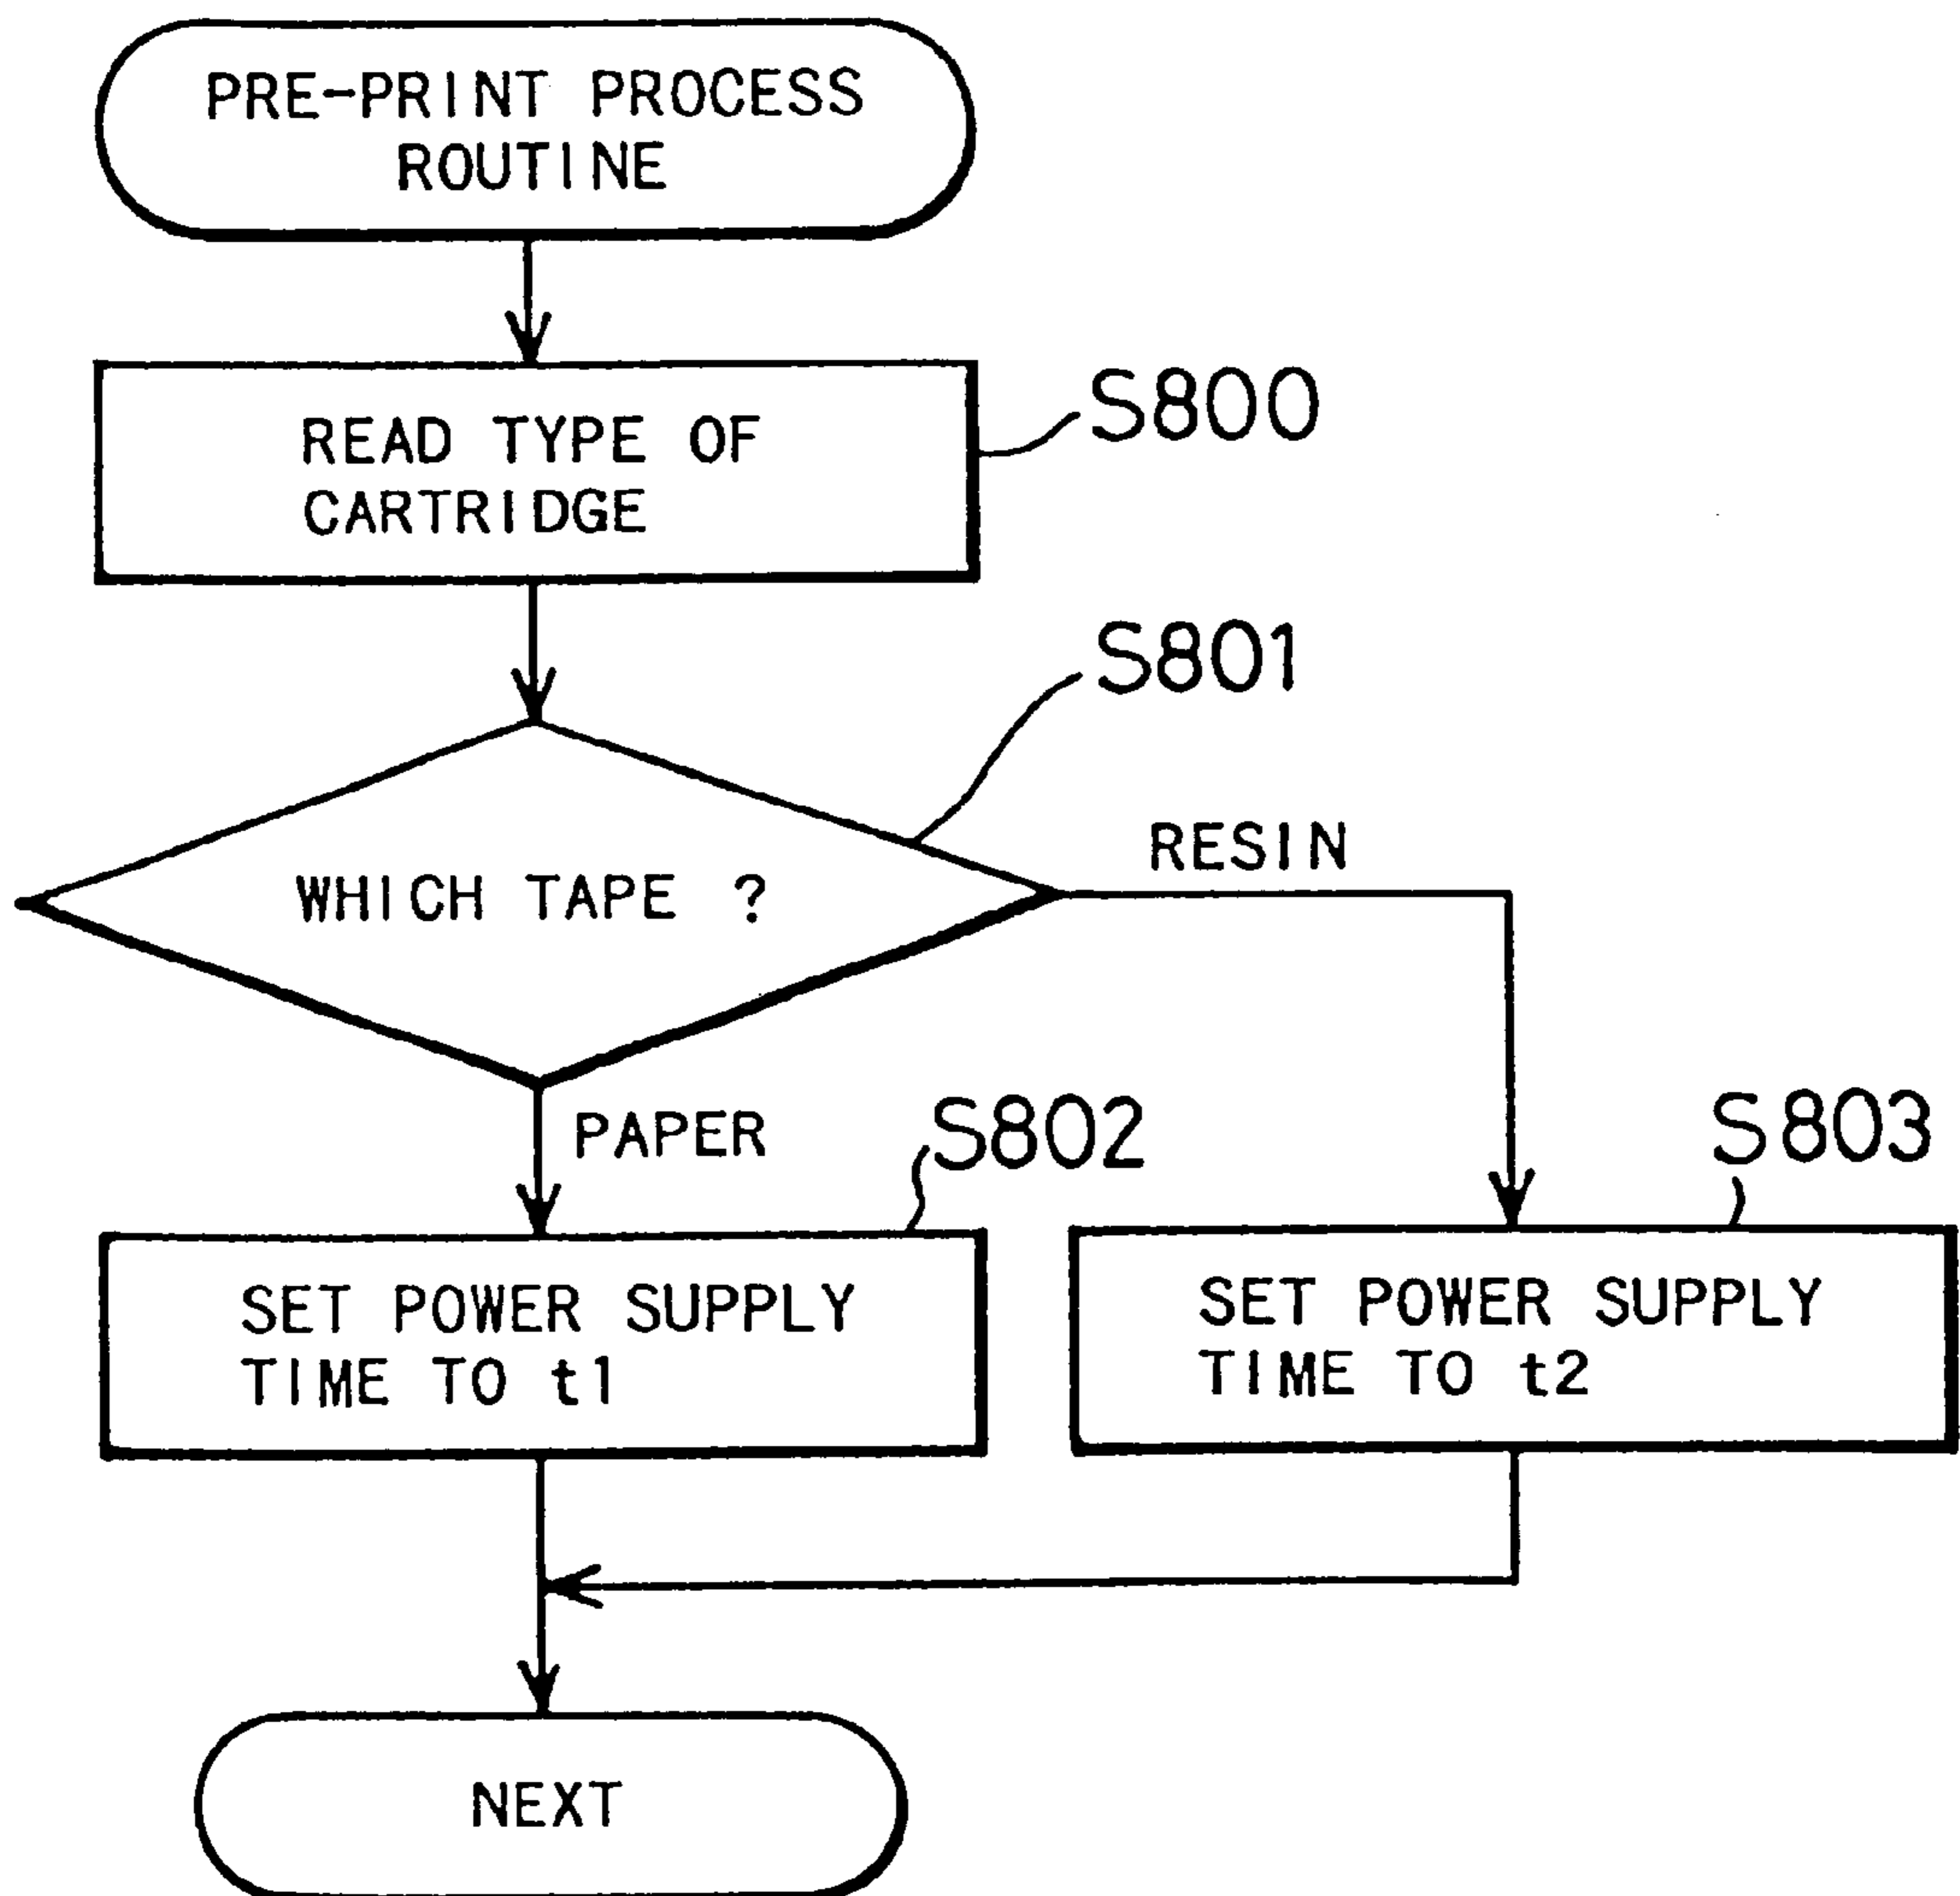 PRE-PRINT PROCESS
ROUTINE
READ TYPE OF
CARTRIDGE
S800
S801
WHICH TAPE ?
RESIN
PAPER
S802
S803
SET POWER SUPPLY
TIME TO t1
SET POWER SUPPLY
TIME TO t2
NEXT